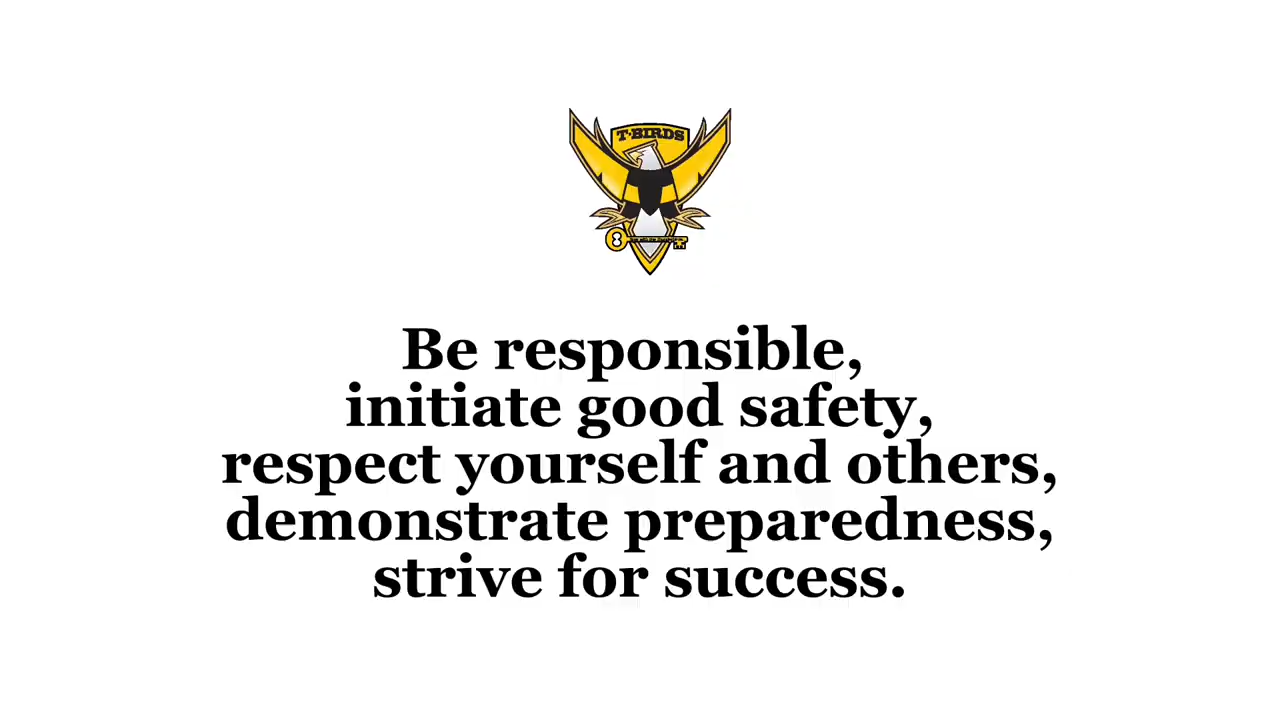 T-BIRDS
Be responsible,
initiate good safety,
respect yourself and others,
demonstrate preparedness,
strive for success.